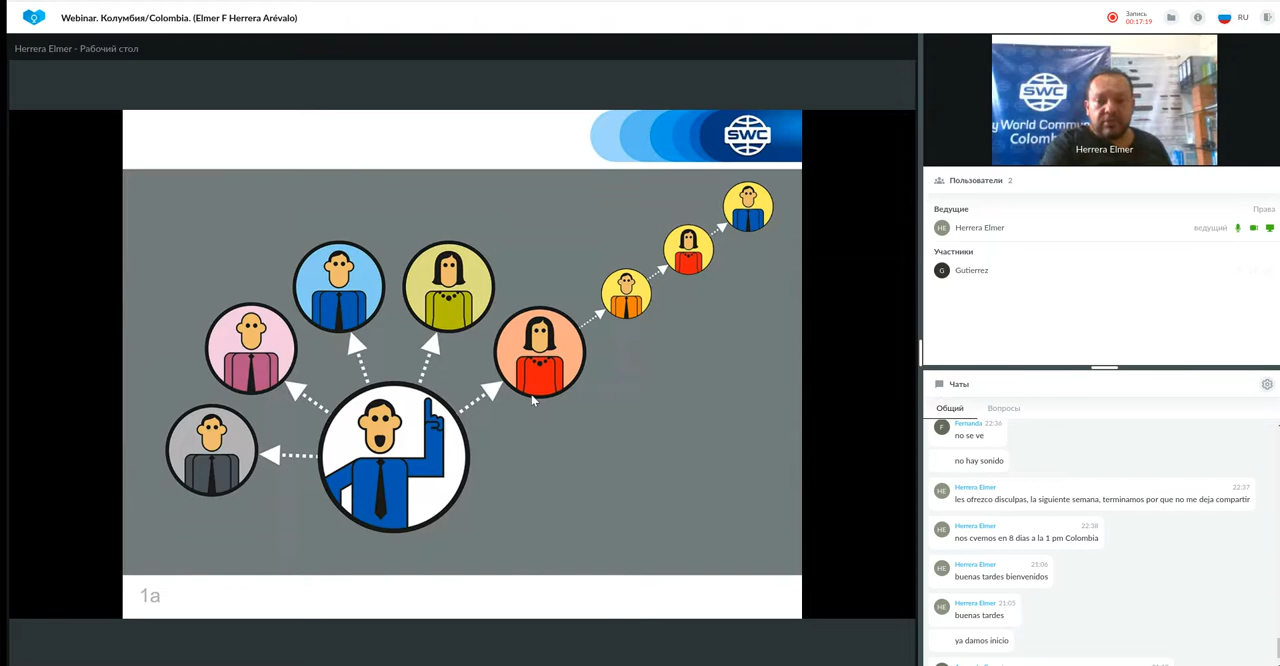 Webinar. Колумбия/Colombia. (Elmer F Herrera Arévalo)
Запись
00:17:19
RU
Herrera Elmer - Рабочий стол
SWC
1a
SWC
y World Commu
Colom
Herrera Elmer
Пользователи 2
Ведущие
Права
HE
Herrera Elmer
ведущий
Участники
G
Gutierrez
Чаты
Общий
Вопросы
F
Fernanda 22:36
no se ve
no hay sonido
HE
Herrera Elmer
22:37
les ofrezco disculpas, la siguiente semana, terminamos por que no me deja compartir
HE
Herrera Elmer
22:38
nos cvemos en 8 dias a la 1 pm Colombia
HE
Herrera Elmer
21:06
buenas tardes bienvenidos
HE
Herrera Elmer 21:05
buenas tardes
ya damos inicio